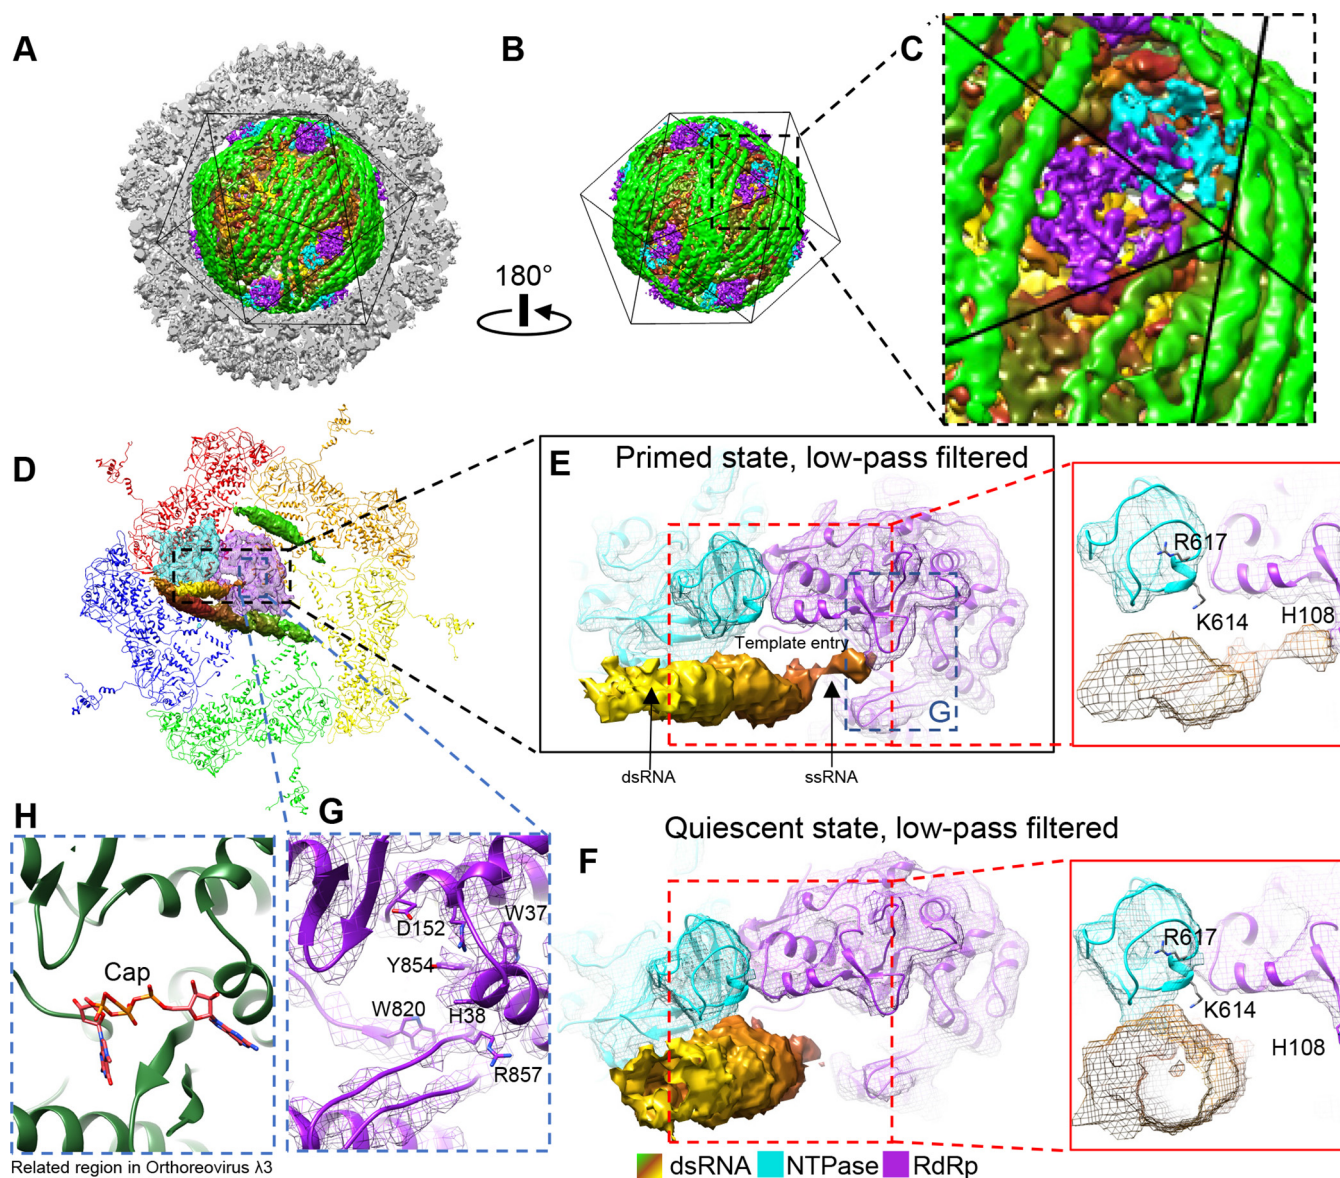 A
B
C
180°
D
E
Primed state, low-pass filtered
Template entry
G
dsRNA
ssRNA
R617
K614
H108
H
Cap
Related region in Orthoreovirus λ3
G
D152
W37
Y854
W820
H38
R857
Quiescent state, low-pass filtered
F
R617
K614
H108
dsRNA
NTPase
RdRp